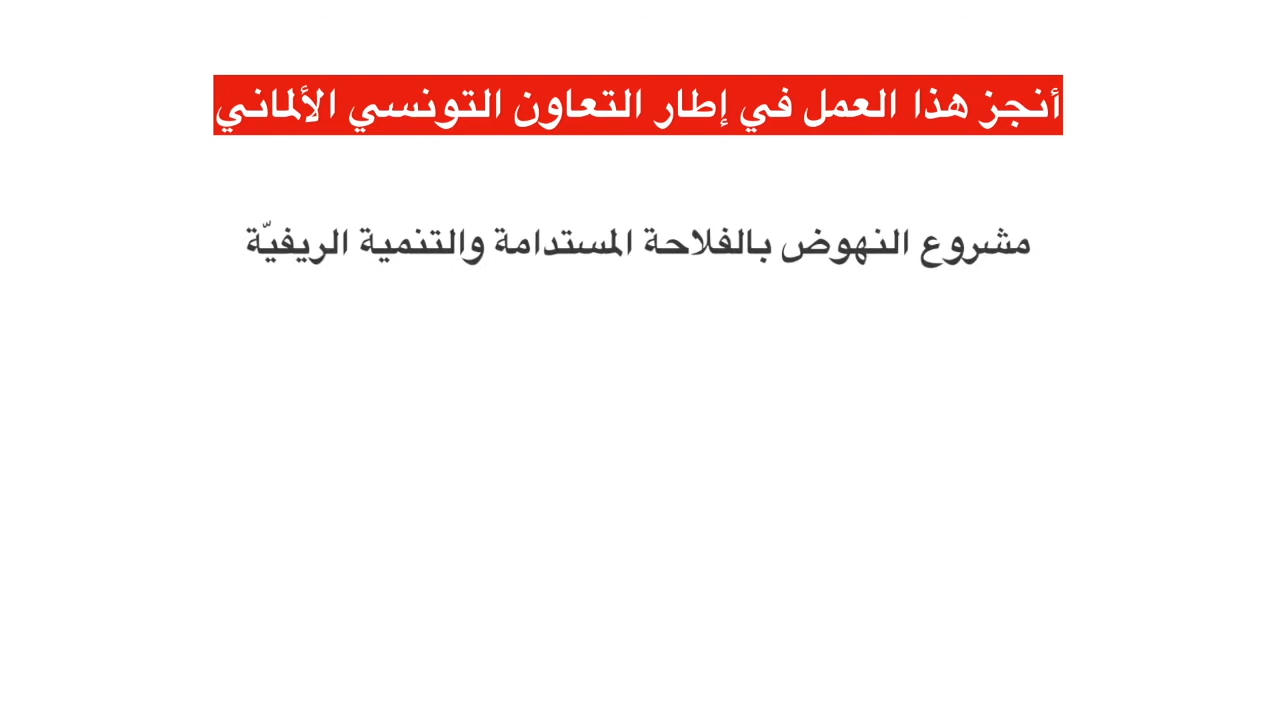 أنجز هذا العمل في إطار التعاون التونسي الألماني
مشروع النهوض بالفلاحة المستدامة والتنمية الريفيّة